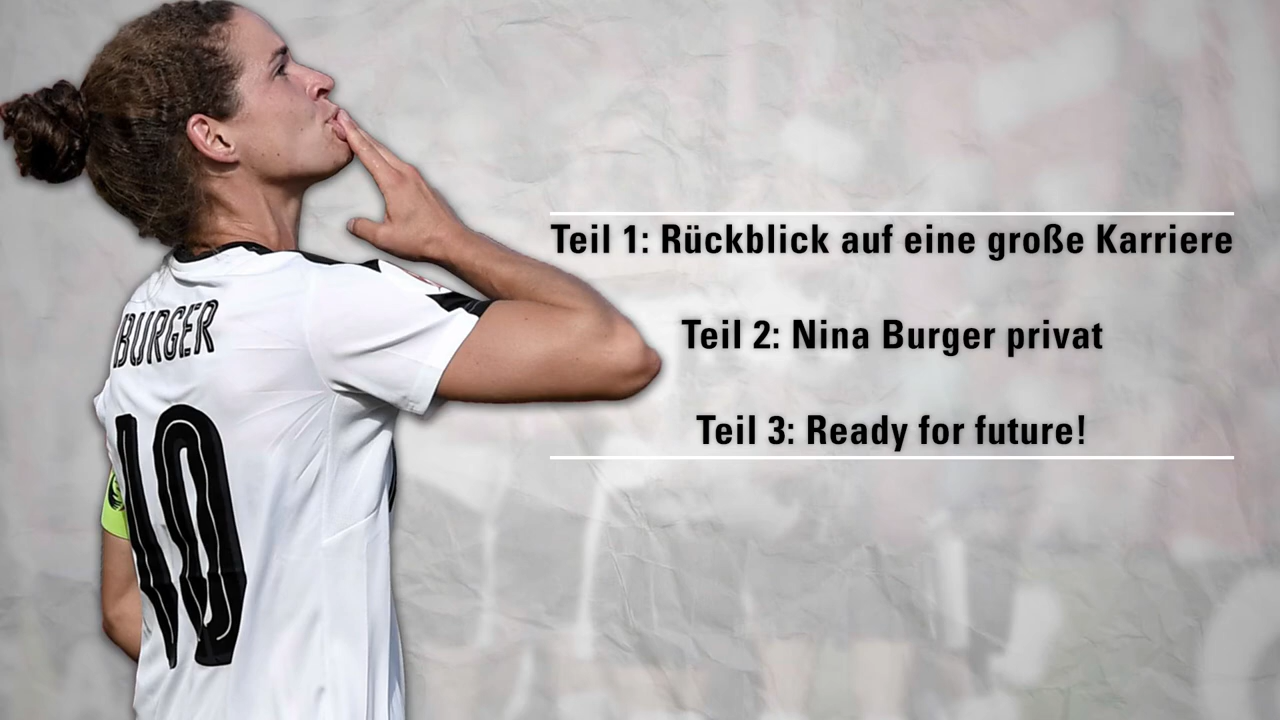 BURGER
10
Teil 1: Rückblick auf eine große Karriere
Teil 2: Nina Burger privat
Teil 3: Ready for future!